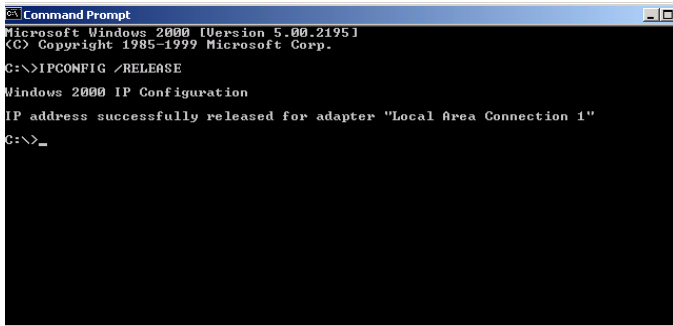 Command Prompt
Microsoft Windows 2000 [Version 5.00.2195]
(C) Copyright 1985-1999 Microsoft Corp.
C:\>IPCONFIG /RELEASE
Windows 2000 IP Configuration
IP address successfully released for adapter "Local Area Connection 1"
C:\>_